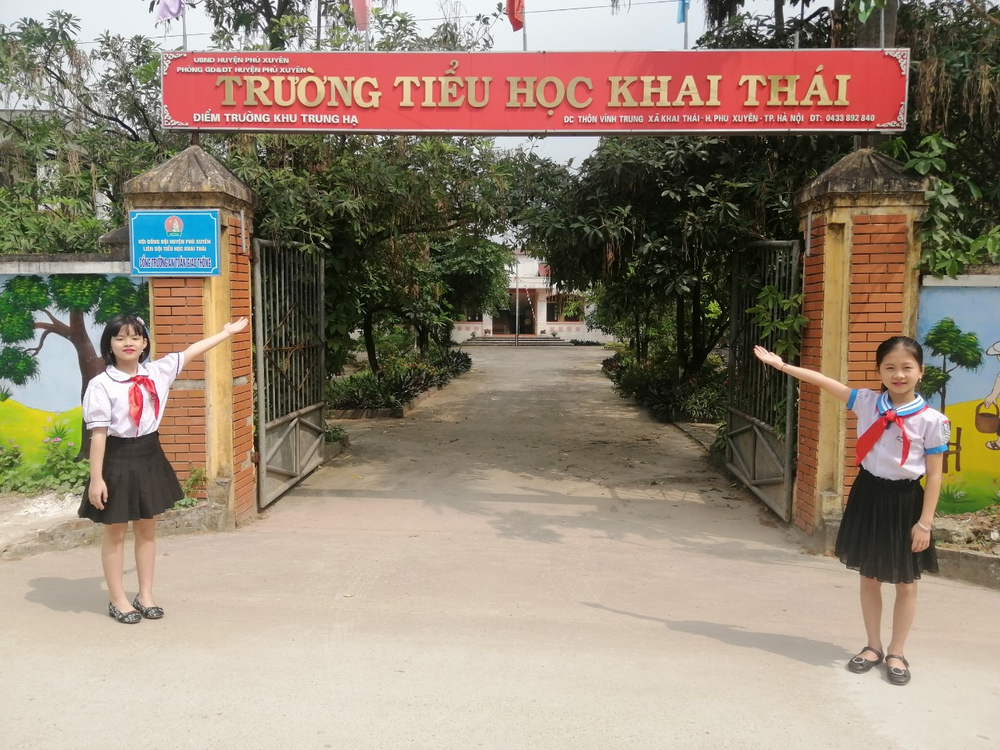 UBND HUYỆN PHÚ XUYÊN
PHÒNG GD&ĐT HUYỆN PHÚ XUYÊN
TRƯỜNG TIỂU HỌC KHAI THÁI
ĐIỂM TRƯỜNG KHU TRUNG HẠ
ĐC THÔN VĨNH TRUNG XÃ KHAI THÁI - H. PHU XUYÊN - TP. HÀ NỘI ĐT: 0433 892 840
HỘI ĐỒNG ĐỘI HUYỆN PHÚ XUYÊN
LIÊN ĐỘI TIỂU HỌC KHAI THÁI
CỔNG TRƯỜNG AN TOÀN GIAO THÔNG